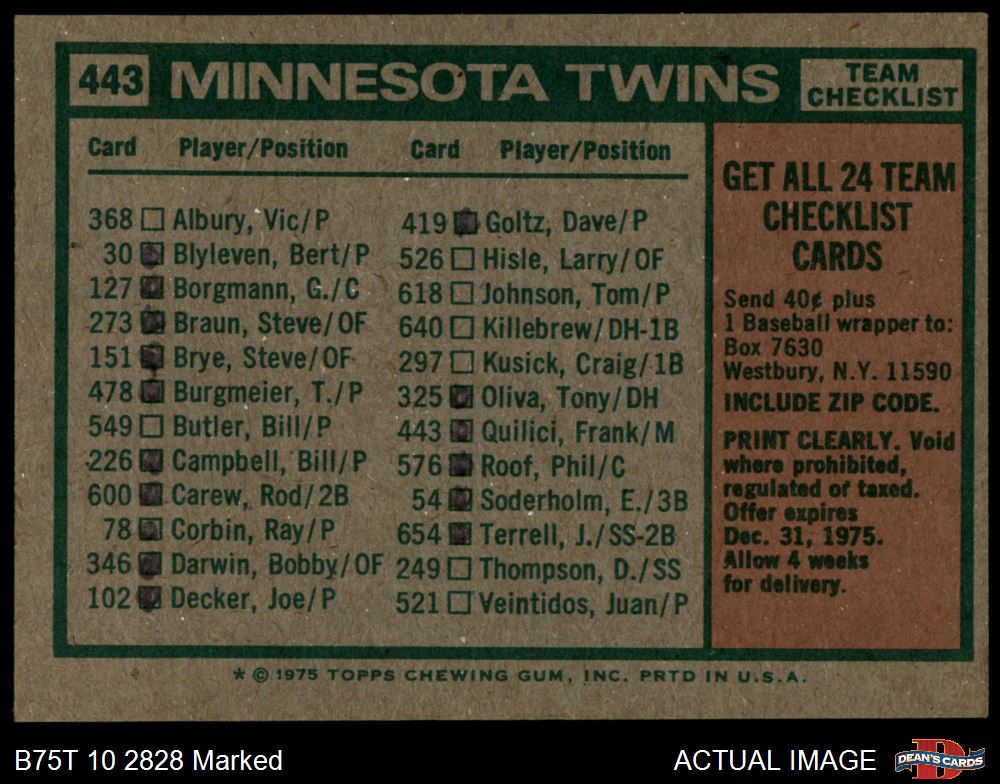 443 MINNESOTA TWINS TEAM CHECKLIST
Card Player/Position
368 Albury, Vic/P
30 Blyleven, Bert/P
127 Borgmann, G./C
273 Braun, Steve/OF
151 Brye, Steve/OF
478 Burgmeier, T./P
549 Butler, Bill/P
226 Campbell, Bill/P
600 Carew, Rod/2B
78 Corbin, Ray/P
346 Darwin, Bobby/OF
102 Decker, Joe/P
Card Player/Position
419 Goltz, Dave/P
526 Hisle, Larry/OF
618 Johnson, Tom/P
640 Killebrew/DH-1B
297 Kusick, Craig/1B
325 Oliva, Tony/DH
443 Quilici, Frank/M
576 Roof, Phil/C
54 Soderholm, E./3B
654 Terrell, J./SS-2B
249 Thompson, D./SS
521 Veintidos, Juan/P
GET ALL 24 TEAM
CHECKLIST
CARDS
Send 40¢ plus
1 Baseball wrapper to:
Box 7630
Westbury, N.Y. 11590
INCLUDE ZIP CODE.
PRINT CLEARLY. Void
where prohibited,
regulated or taxed.
Offer expires
Dec. 31, 1975.
Allow 4 weeks
for delivery.
* © 1975 TOPPS CHEWING GUM, INC. PRTD IN U.S.A.
B75T 10 2828 Marked
ACTUAL IMAGE
DEAN'S CARDS